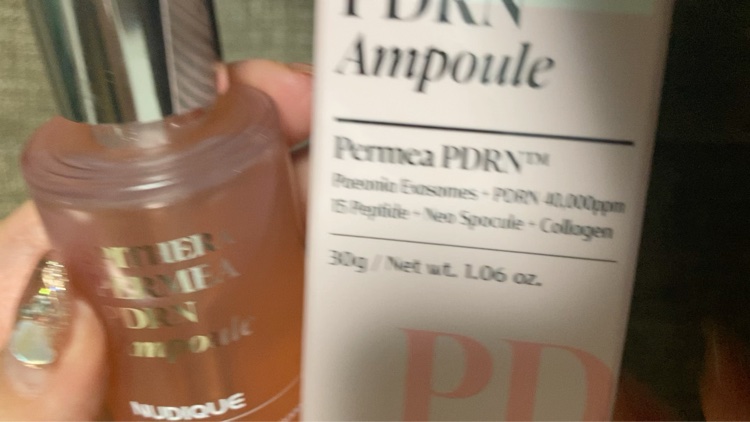 PERMEA
PDRN
Ampoule
NUDIQUE
PDRN
Ampoule
Permea PDRN™
Paeonia Exosomes - PDRN 40,000ppm
15 Peptide - Neo Spicule - Collagen
30g / Net wt. 1.06 oz.
PD